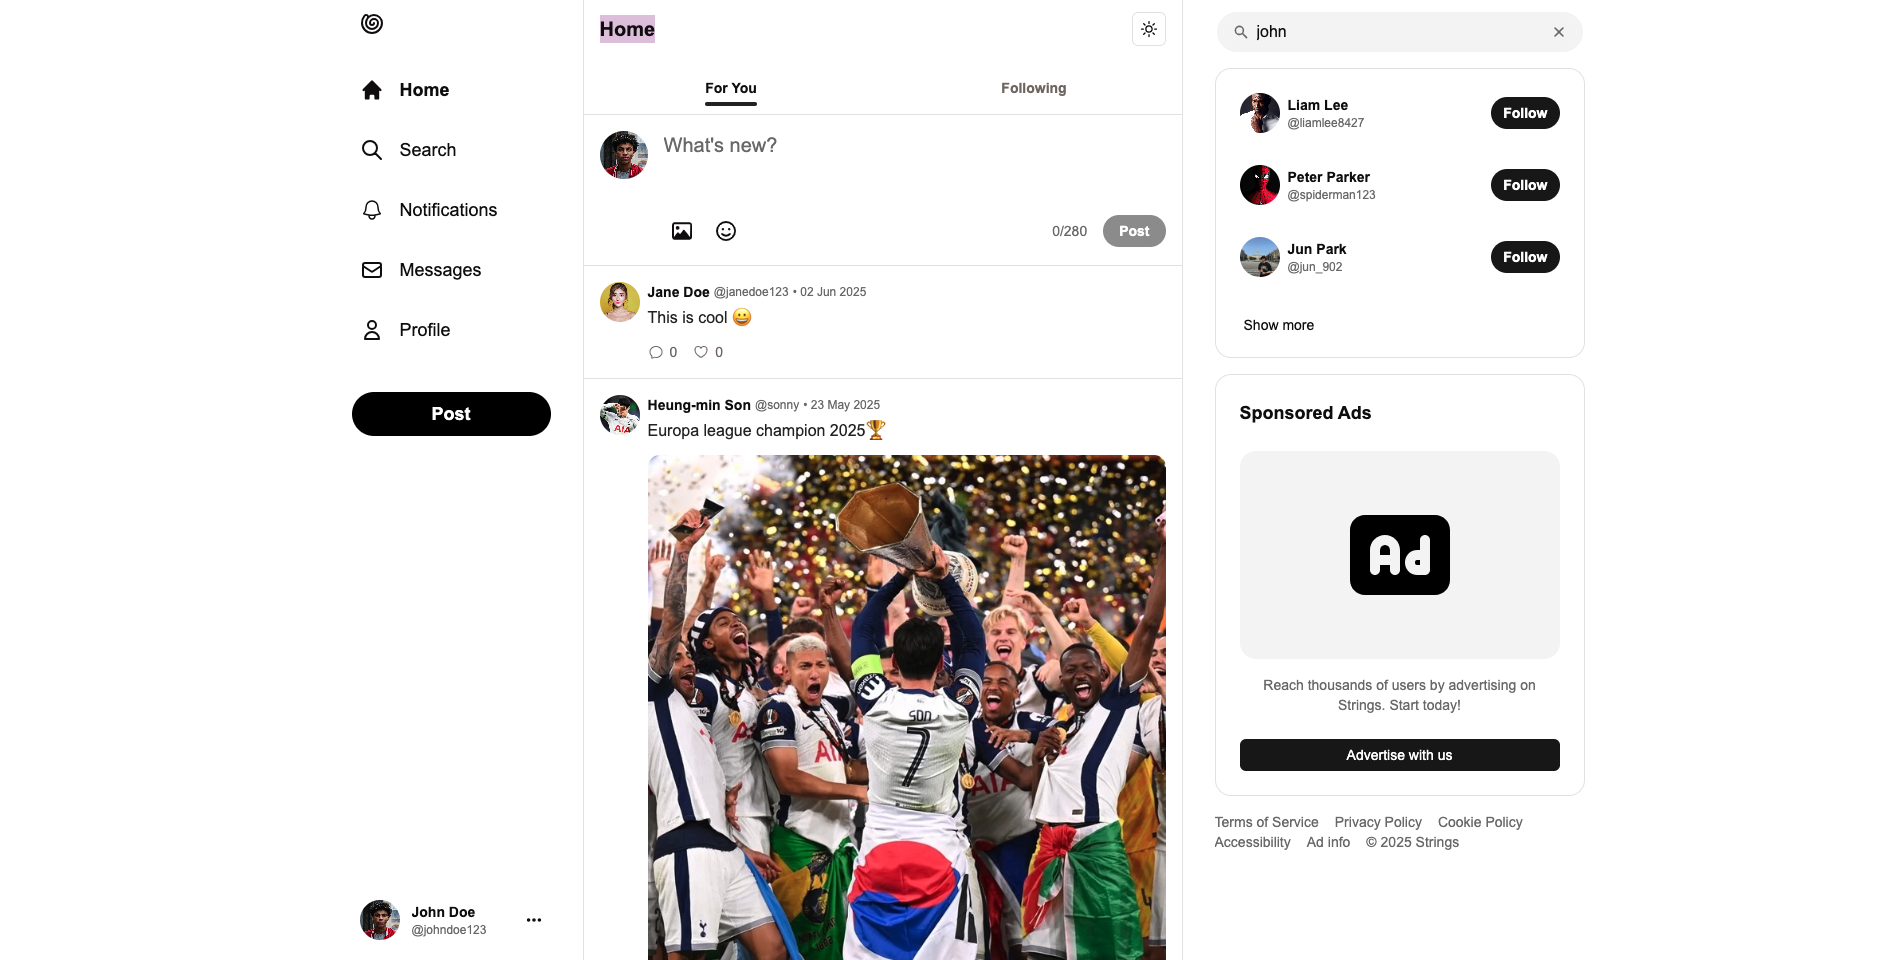 Home
Search
Notifications
Messages
Profile
Post
John Doe
@johndoe123
Home
For You
Following
What's new?
0/280
Post
Jane Doe @janedoe123 • 02 Jun 2025
This is cool 😀
0 0
Heung-min Son @sonny • 23 May 2025
Europa league champion 2025🏆
AIA
SON
7
AIA
john
Liam Lee
@liamlee8427
Follow
Peter Parker
@spiderman123
Follow
Jun Park
@jun_902
Follow
Show more
Sponsored Ads
Ad
Reach thousands of users by advertising on
Strings. Start today!
Advertise with us
Terms of Service Privacy Policy Cookie Policy
Accessibility Ad info © 2025 Strings